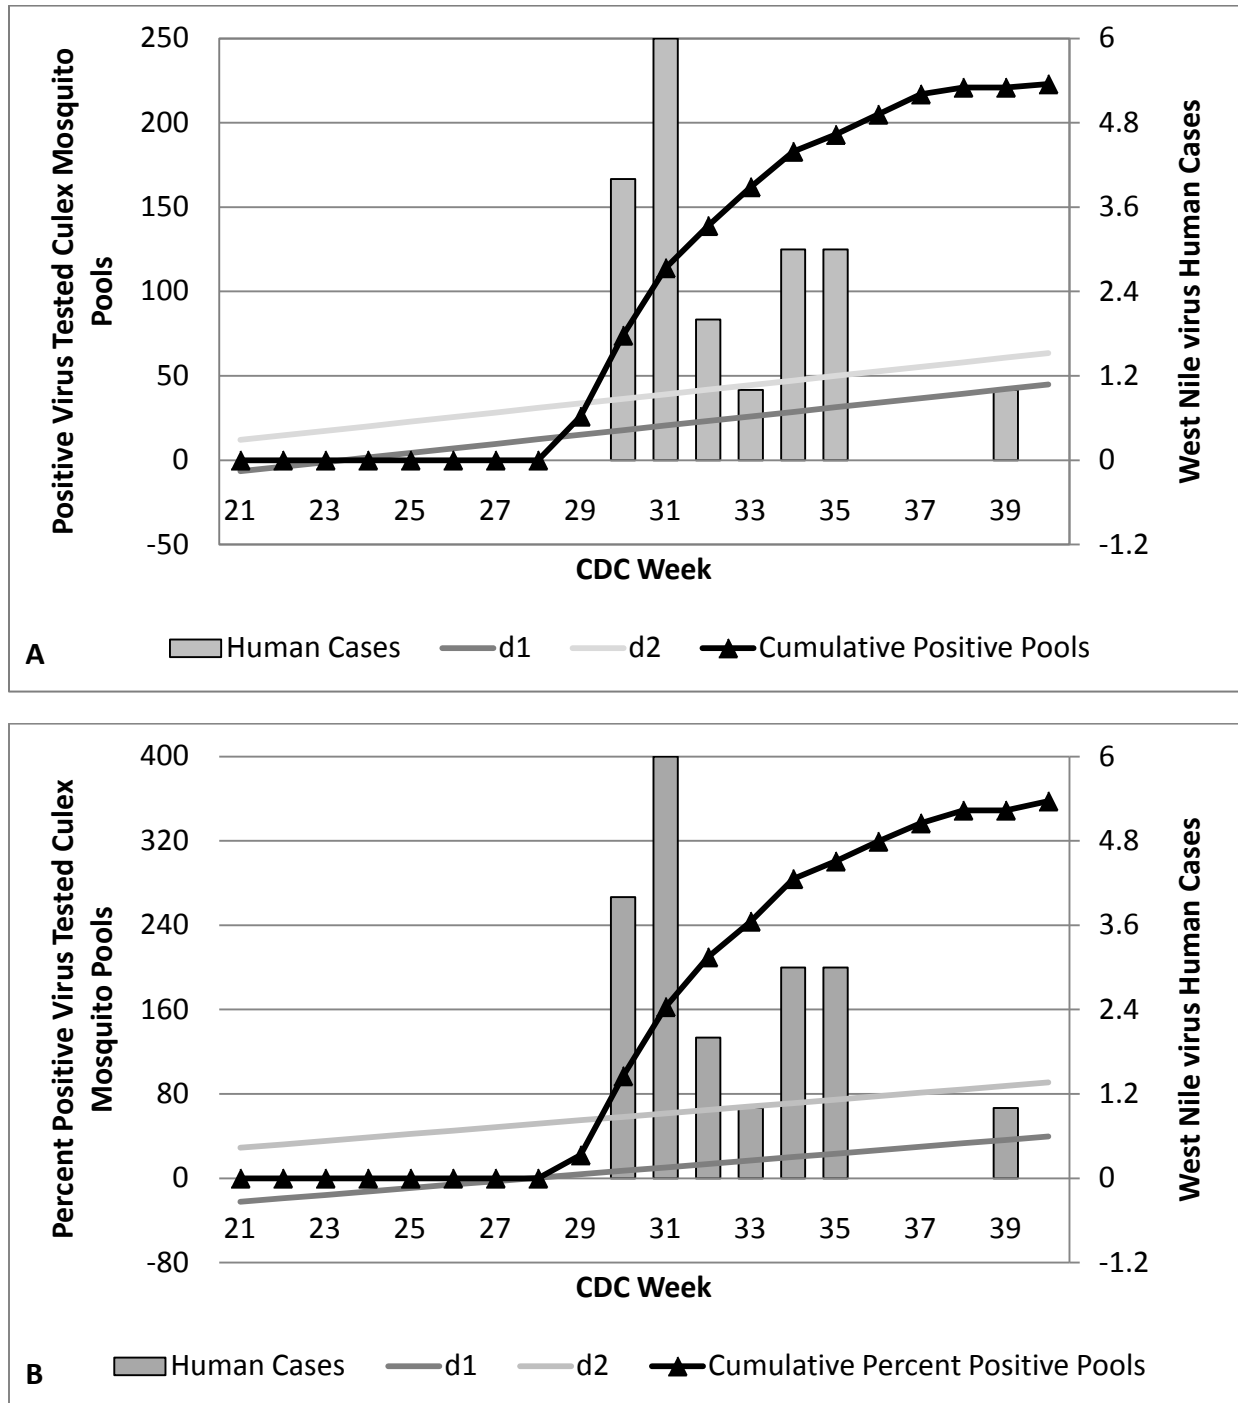 250
200
150
100
50
0
-50
Positive Virus Tested Culex Mosquito
Pools
6
4.8
3.6
2.4
1.2
0
-1.2
West Nile virus Human Cases
21 23 25 27 29 31 33 35 37 39
CDC Week
A
Human Cases d1 d2 Cumulative Positive Pools
400
320
240
160
80
0
-80
Percent Positive Virus Tested Culex
Mosquito Pools
6
4.8
3.6
2.4
1.2
0
-1.2
West Nile virus Human Cases
21 23 25 27 29 31 33 35 37 39
CDC Week
B
Human Cases d1 d2 Cumulative Percent Positive Pools